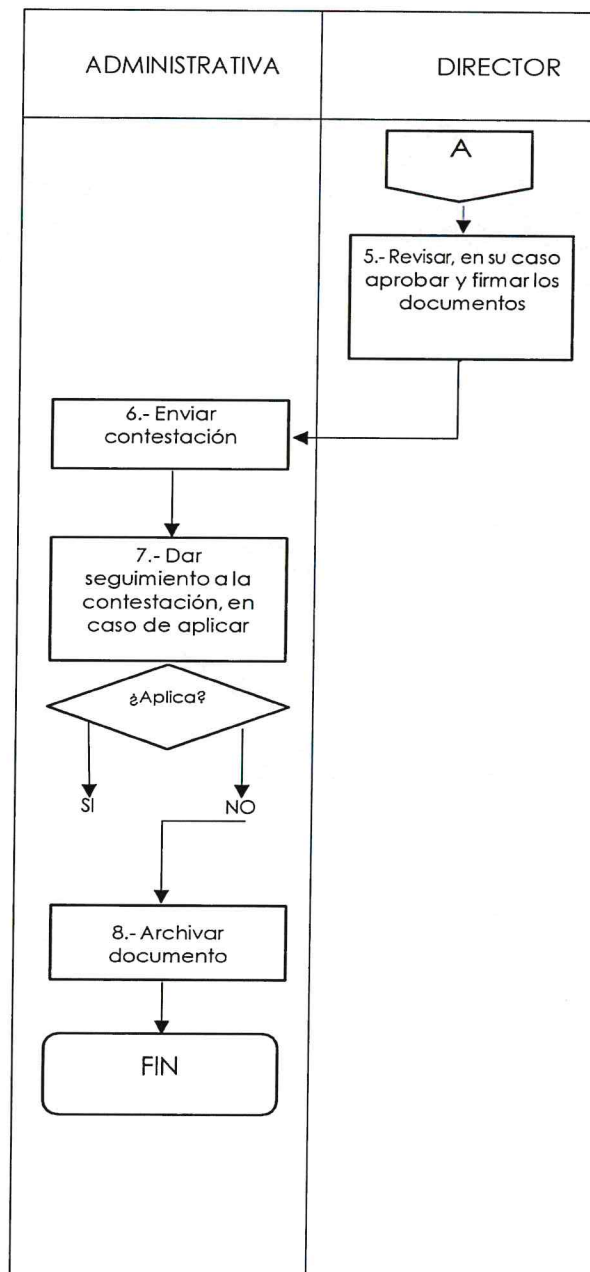 ADMINISTRATIVA
DIRECTOR
A
5.- Revisar, en su caso
aprobar y firmar los
documentos
6.- Enviar
contestación
7.- Dar
seguimiento a la
contestación, en
caso de aplicar
¿Aplica?
SI
NO
8.- Archivar
documento
FIN